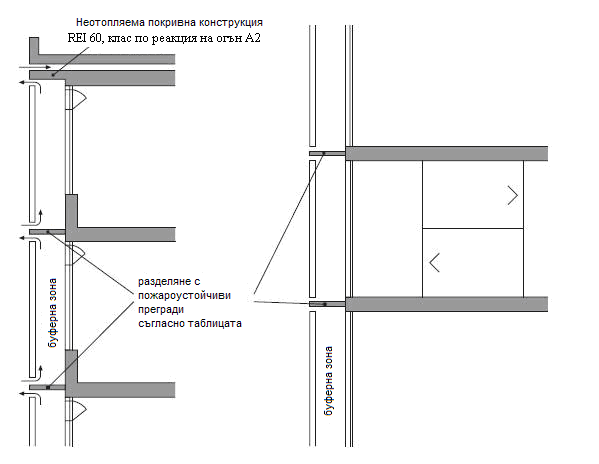 Неотопляема покривна конструкция
REI 60, клас по реакция на огън А2
разделяне с
пожароустойчиви
прегради
съгласно таблицата
буферна зона
буферна зона